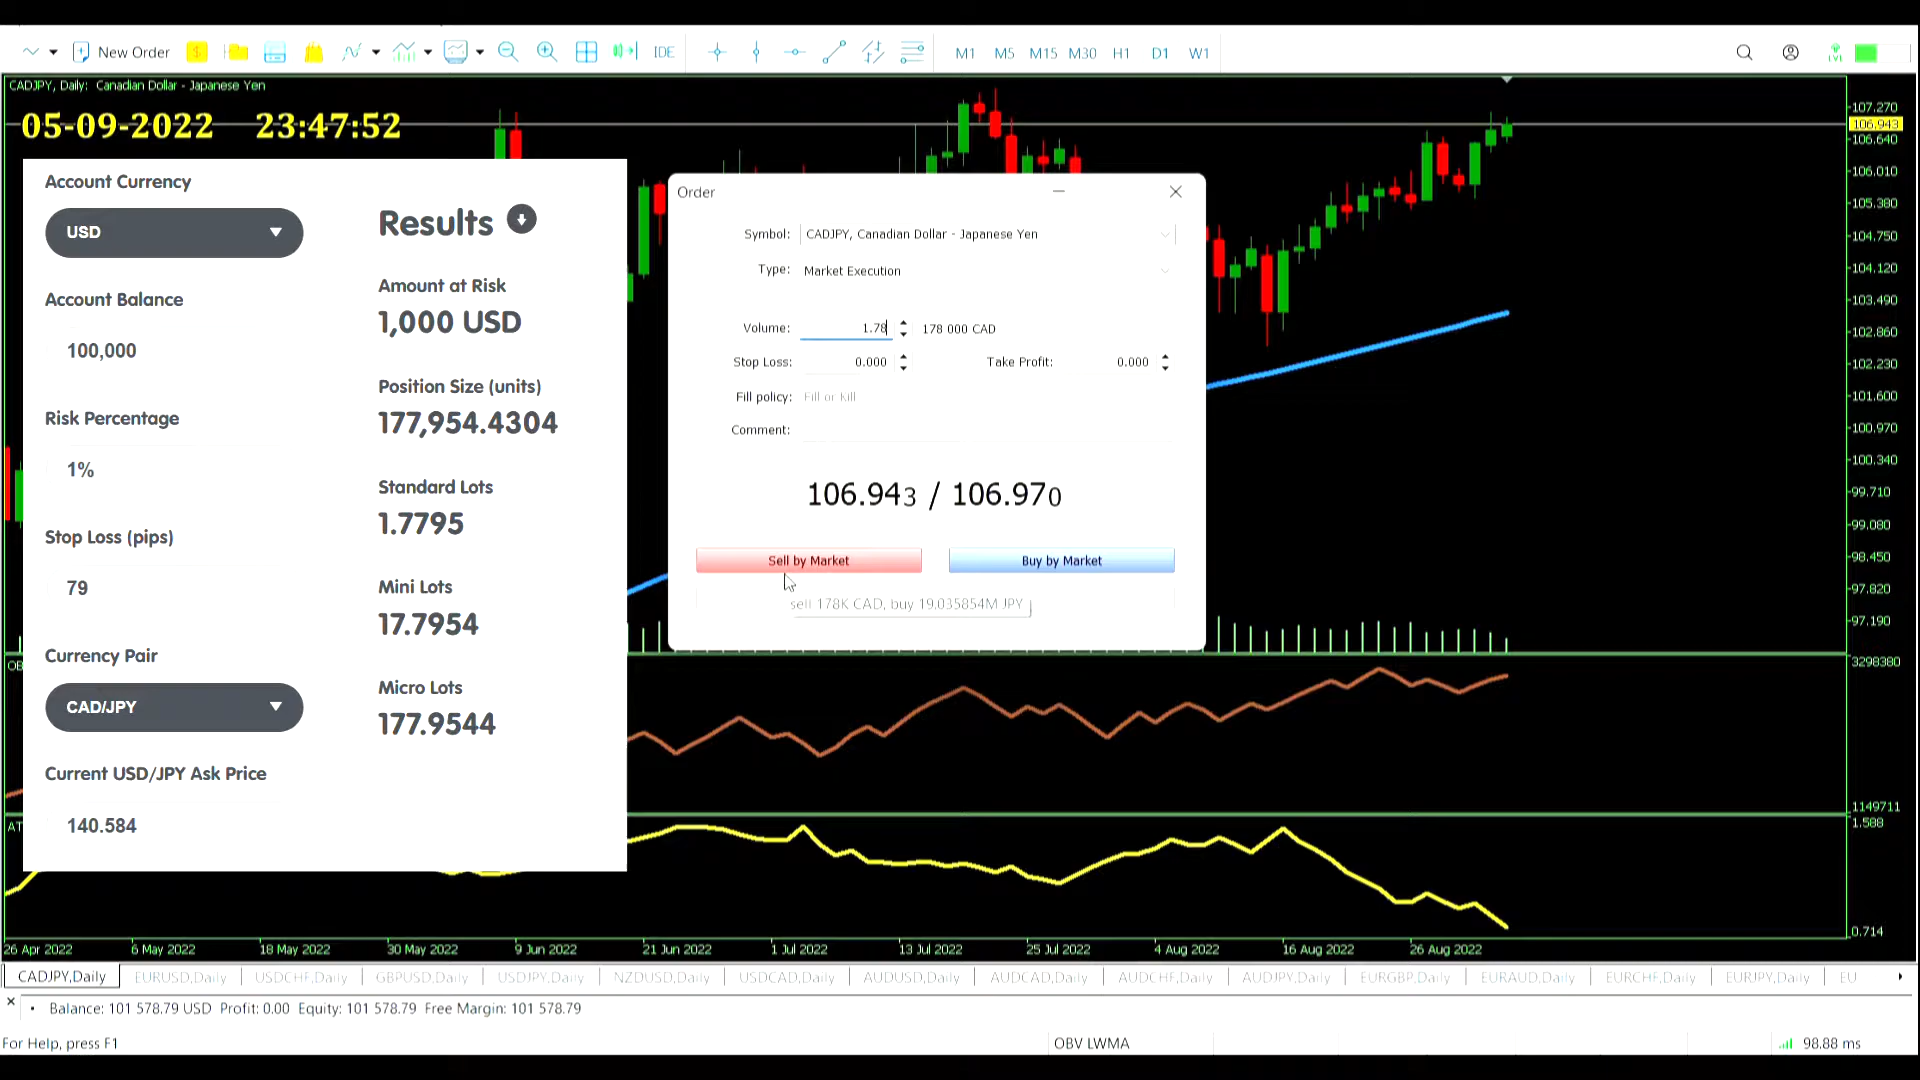 New Order
IDE
M1 M5 M15 M30 H1 D1 W1
LVL
CADJPY, Daily: Canadian Dollar - Japanese Yen
05-09-2022 23:47:52
Account Currency
USD
Account Balance
100,000
Risk Percentage
1%
Stop Loss (pips)
79
Currency Pair
CAD/JPY
Current USD/JPY Ask Price
140.584
Results
Amount at Risk
1,000 USD
Position Size (units)
177,954.4304
Standard Lots
1.7795
Mini Lots
17.7954
Micro Lots
177.9544
Order
Symbol: CADJPY, Canadian Dollar - Japanese Yen
Type: Market Execution
Volume: 1.78 178 000 CAD
Stop Loss: 0.000 Take Profit: 0.000
Fill policy: Fill or Kill
Comment:
106.943 / 106.970
Sell by Market Buy by Market
sell 178K CAD, buy 19.035854M JPY
107.270
106.943
106.640
106.010
105.380
104.750
104.120
103.490
102.860
102.230
101.600
100.970
100.340
99.710
99.080
98.450
97.820
97.190
OB
3298380
1149711
AT
1.588
0.714
26 Apr 2022 6 May 2022 18 May 2022 30 May 2022 9 Jun 2022 21 Jun 2022 1 Jul 2022 13 Jul 2022 25 Jul 2022 4 Aug 2022 16 Aug 2022 26 Aug 2022
CADJPY,Daily EURUSD,Daily USDCHF,Daily GBPUSD,Daily USDJPY,Daily NZDUSD,Daily USDCAD,Daily AUDUSD,Daily AUDCAD,Daily AUDCHF,Daily AUDJPY,Daily EURGBP,Daily EURAUD,Daily EURCHF,Daily EURJPY,Daily EU
Balance: 101 578.79 USD Profit: 0.00 Equity: 101 578.79 Free Margin: 101 578.79
For Help, press F1
OBV LWMA
98.88 ms